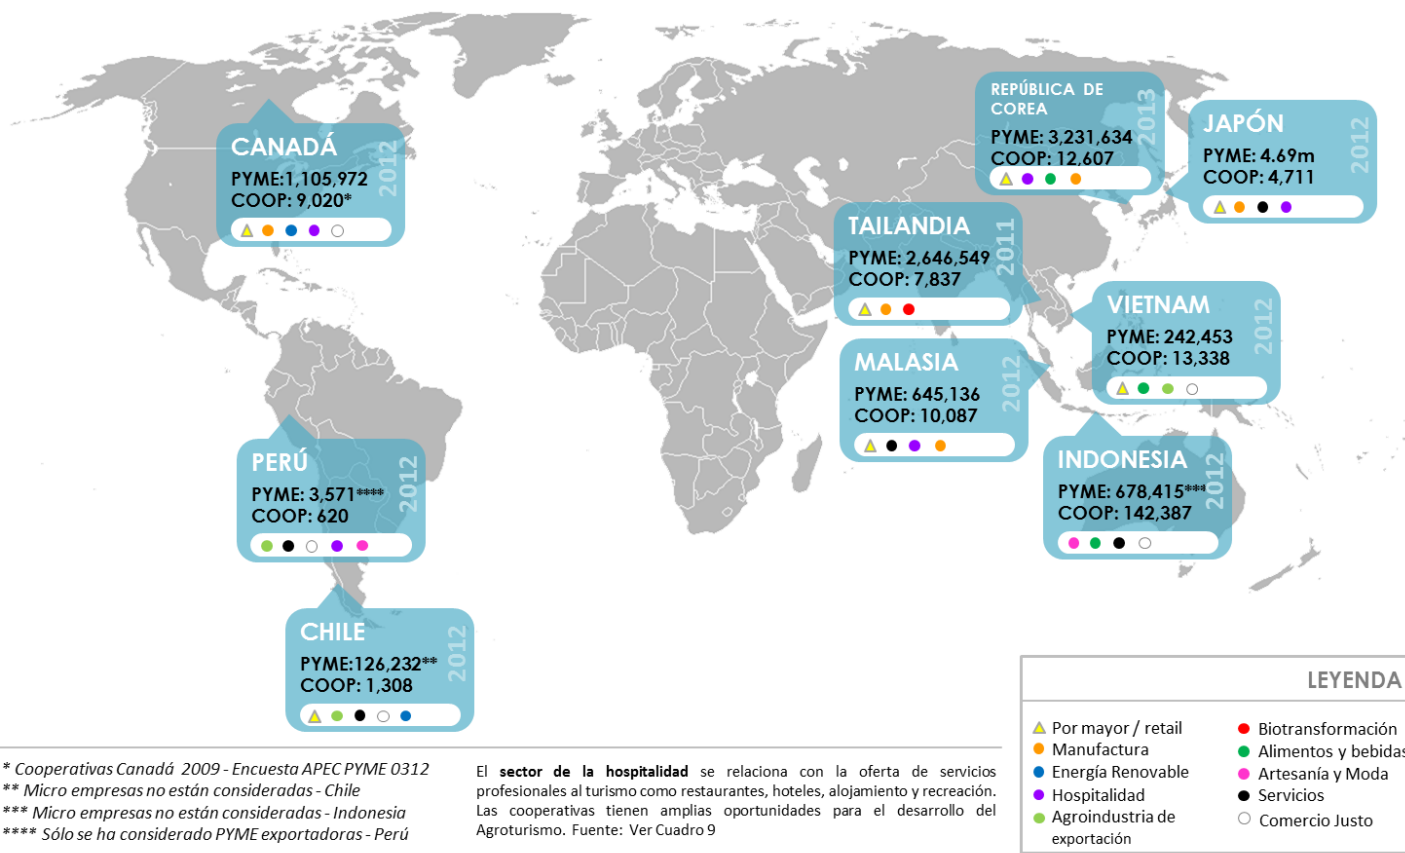 CANADÁ
2012
PYME:1,105,972
COOP: 9,020*
REPÚBLICA DE
COREA
2013
PYME: 3,231,634
COOP: 12,607
JAPÓN
2012
PYME: 4.69m
COOP: 4,711
TAILANDIA
2011
PYME: 2,646,549
COOP: 7,837
VIETNAM
2012
PYME: 242,453
COOP: 13,338
MALASIA
2012
PYME: 645,136
COOP: 10,087
PERÚ
2012
PYME: 3,571****
COOP: 620
INDONESIA
2012
PYME: 678,415***
COOP: 142,387
CHILE
2012
PYME:126,232**
COOP: 1,308
LEYENDA
Por mayor / retail
Manufactura
Energía Renovable
Hospitalidad
Agroindustria de
exportación
Biotransformación
Alimentos y bebidas
Artesanía y Moda
Servicios
Comercio Justo
* Cooperativas Canadá 2009 - Encuesta APEC PYME 0312
** Micro empresas no están consideradas - Chile
*** Micro empresas no están consideradas - Indonesia
**** Sólo se ha considerado PYME exportadoras - Perú
El sector de la hospitalidad se relaciona con la oferta de servicios
profesionales al turismo como restaurantes, hoteles, alojamiento y recreación.
Las cooperativas tienen amplias oportunidades para el desarrollo del
Agroturismo. Fuente: Ver Cuadro 9